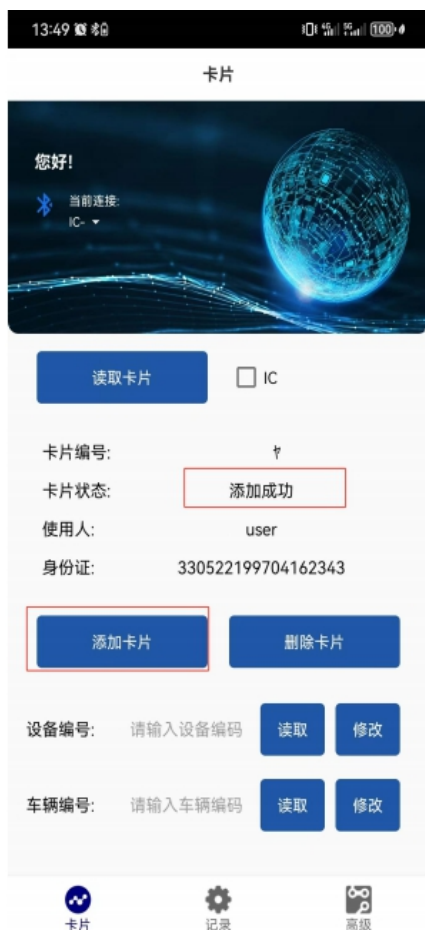 13:49
100
卡片
您好!
当前连接:
IC-
读取卡片 IC
卡片编号: ヤ
卡片状态: 添加成功
使用人: user
身份证: 330522199704162343
添加卡片 删除卡片
设备编号: 请输入设备编码 读取 修改
车辆编号: 请输入车辆编码 读取 修改
卡片 记录 高级